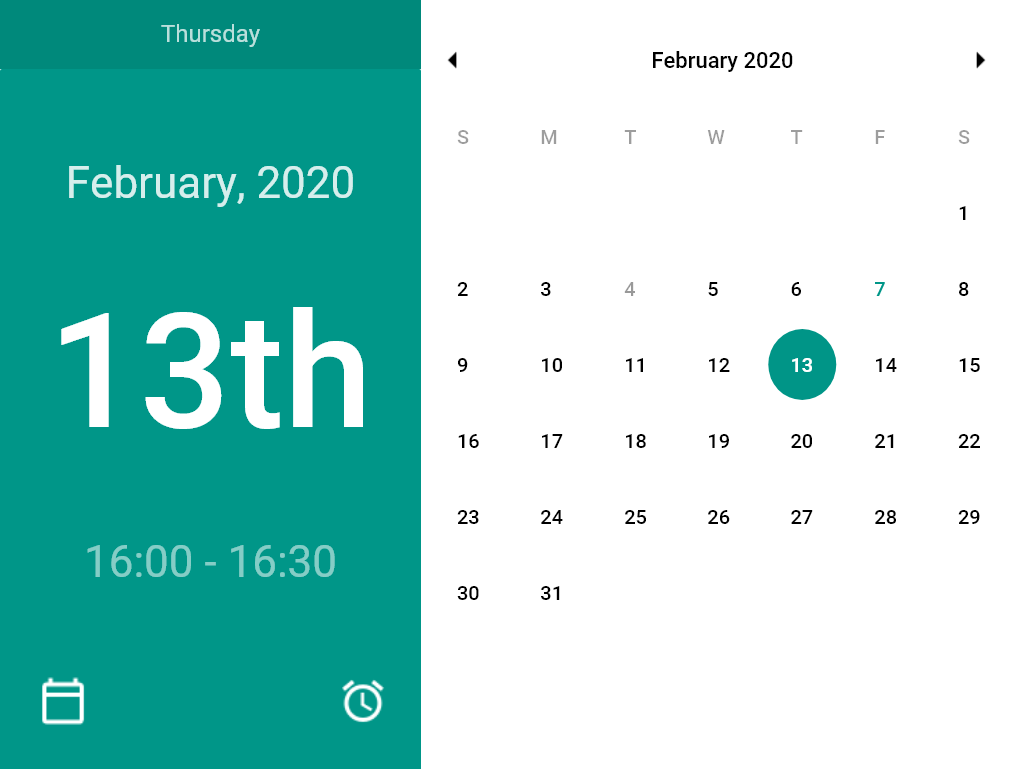 Thursday
February, 2020
13th
16:00 - 16:30
February 2020
S M T W T F S
1
2 3 4 5 6 7 8
9 10 11 12 13 14 15
16 17 18 19 20 21 22
23 24 25 26 27 28 29
30 31